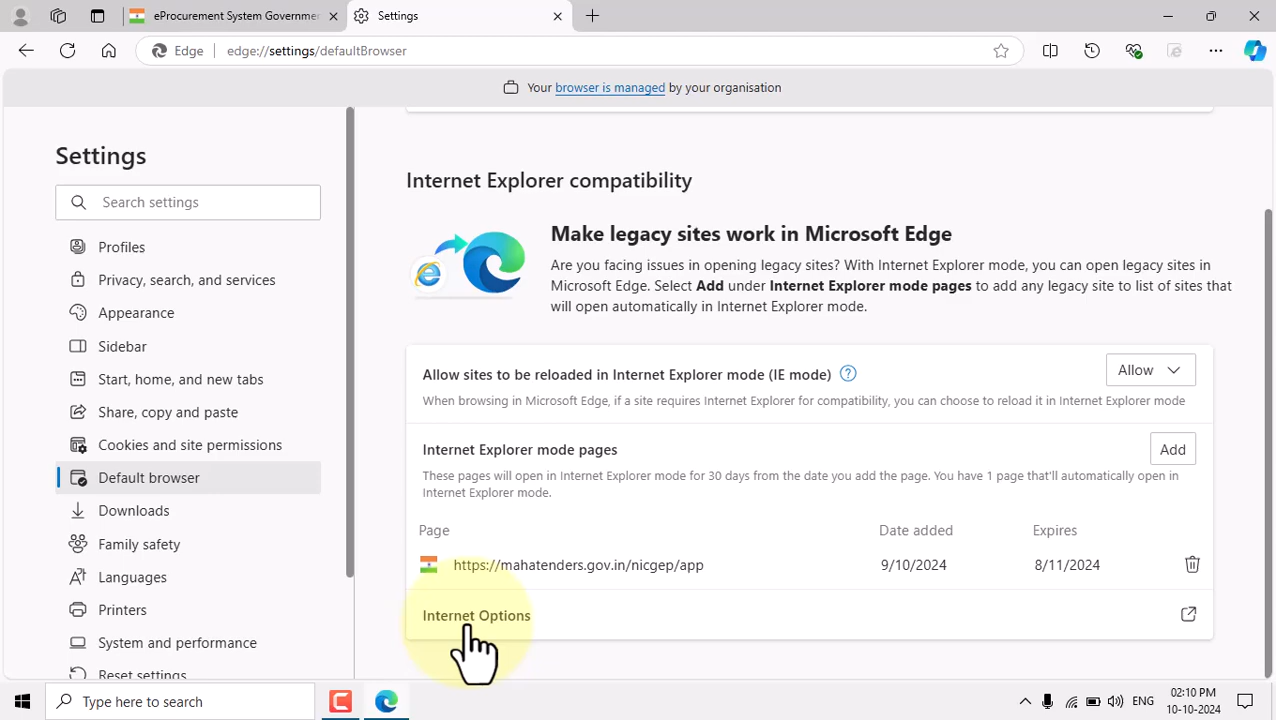 eProcurement System Governmer
Settings
Edge
edge://settings/defaultBrowser
Your browser is managed by your organisation
Settings
Search settings
Profiles
Privacy, search, and services
Appearance
Sidebar
Start, home, and new tabs
Share, copy and paste
Cookies and site permissions
Default browser
Downloads
Family safety
Languages
Printers
System and performance
Reset settings
Internet Explorer compatibility
Make legacy sites work in Microsoft Edge
Are you facing issues in opening legacy sites? With Internet Explorer mode, you can open legacy sites in
Microsoft Edge. Select Add under Internet Explorer mode pages to add any legacy site to list of sites that
will open automatically in Internet Explorer mode.
Allow sites to be reloaded in Internet Explorer mode (IE mode)
Allow
When browsing in Microsoft Edge, if a site requires Internet Explorer for compatibility, you can choose to reload it in Internet Explorer mode
Internet Explorer mode pages
Add
These pages will open in Internet Explorer mode for 30 days from the date you add the page. You have 1 page that'll automatically open in
Internet Explorer mode.
Page Date added Expires
https://mahatenders.gov.in/nicgep/app 9/10/2024 8/11/2024
Internet Options
Type here to search
ENG
02:10 PM
10-10-2024